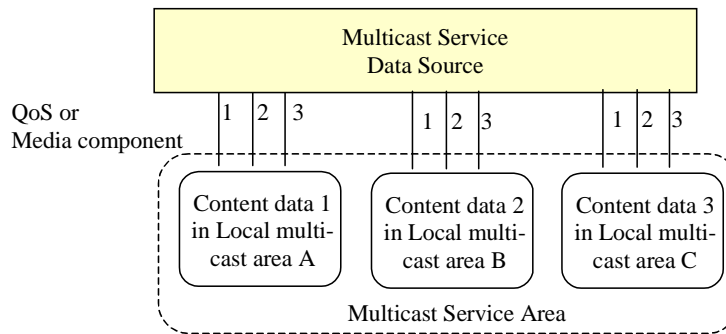 Multicast Service
Data Source
QoS or
Media component
1 2 3
1 2 3
1 2 3
Content data 1
in Local multi-
cast area A
Content data 2
in Local multi-
cast area B
Content data 3
in Local multi-
cast area C
Multicast Service Area